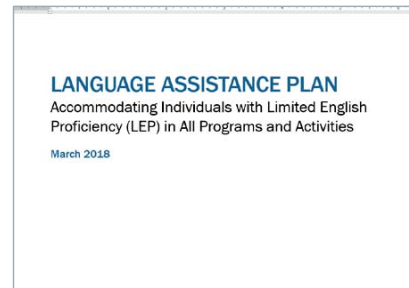 LANGUAGE ASSISTANCE PLAN
Accommodating Individuals with Limited English
Proficiency (LEP) in All Programs and Activities
March 2018